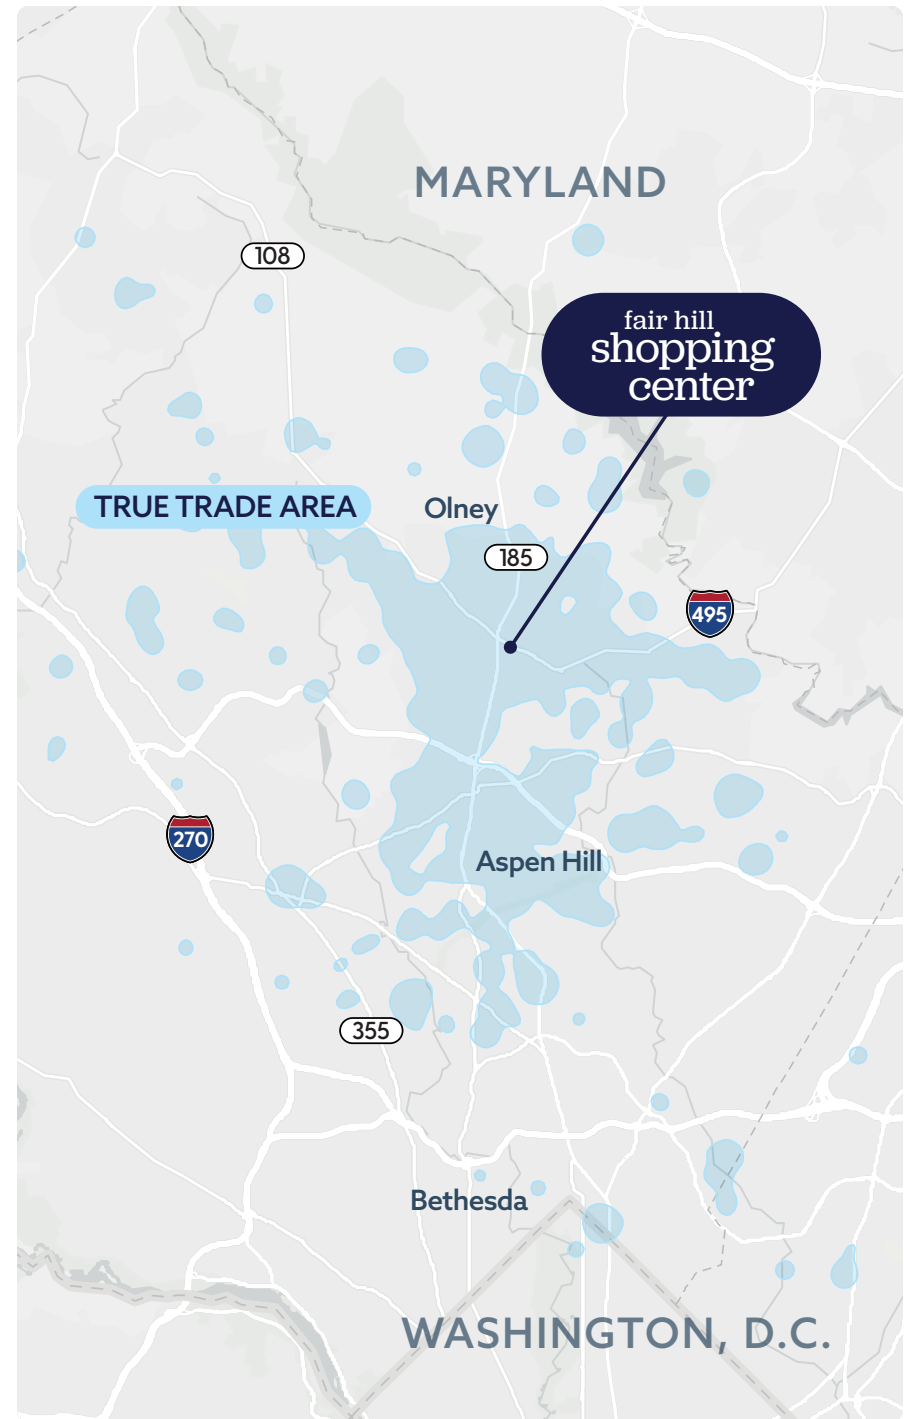 MARYLAND
108
fair hill
shopping
center
TRUE TRADE AREA
Olney
185
495
270
Aspen Hill
355
Bethesda
WASHINGTON, D.C.